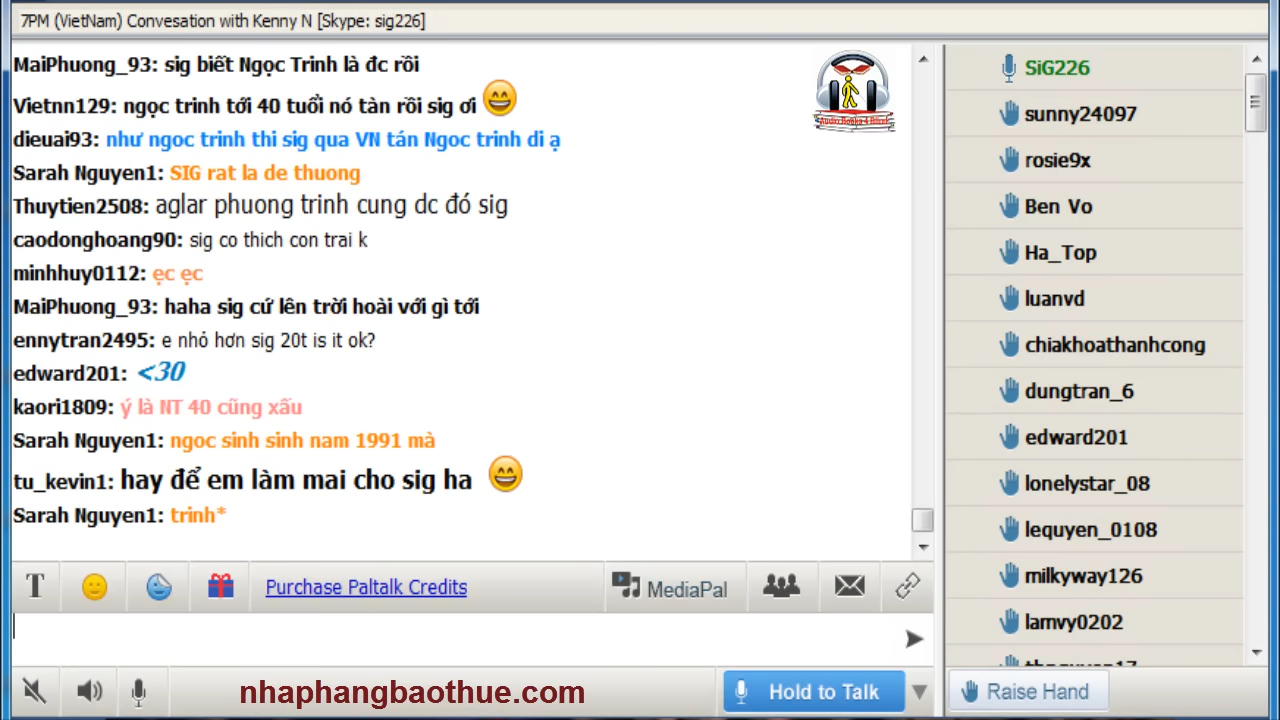 7PM (VietNam) Convesation with Kenny N [Skype: sig226]
MaiPhuong_93: sig biết Ngọc Trinh là đc rồi
Vietnn129: ngọc trinh tới 40 tuổi nó tàn rồi sig ơi
dieuai93: như ngoc trinh thi sig qua VN tán Ngoc trinh di ạ
Sarah Nguyen1: SIG rat la de thuong
Thuytien2508: aglar phuong trinh cung dc đó sig
caodonghoang90: sig co thich con trai k
minhhuy0112: ẹc ẹc
MaiPhuong_93: haha sig cứ lên trời hoài với gì tới
ennytran2495: e nhỏ hơn sig 20t is it ok?
edward201: <30
kaori1809: ý là NT 40 cũng xấu
Sarah Nguyen1: ngoc sinh sinh nam 1991 mà
tu_kevin1: hay để em làm mai cho sig ha
Sarah Nguyen1: trinh*
Purchase Paltalk Credits
MediaPal
nhaphangbaothue.com
Hold to Talk
SiG226
sunny24097
rosie9x
Ben Vo
Ha_Top
luanvd
chiakhoathanhcong
dungtran_6
edward201
lonelystar_08
lequyen_0108
milkyway126
lamvy0202
Raise Hand